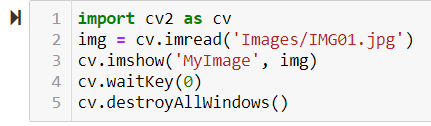 1 import cv2 as cv
2 img = cv.imread('Images/IMG01.jpg')
3 cv.imshow('MyImage', img)
4 cv.waitKey(0)
5 cv.destroyAllWindows()